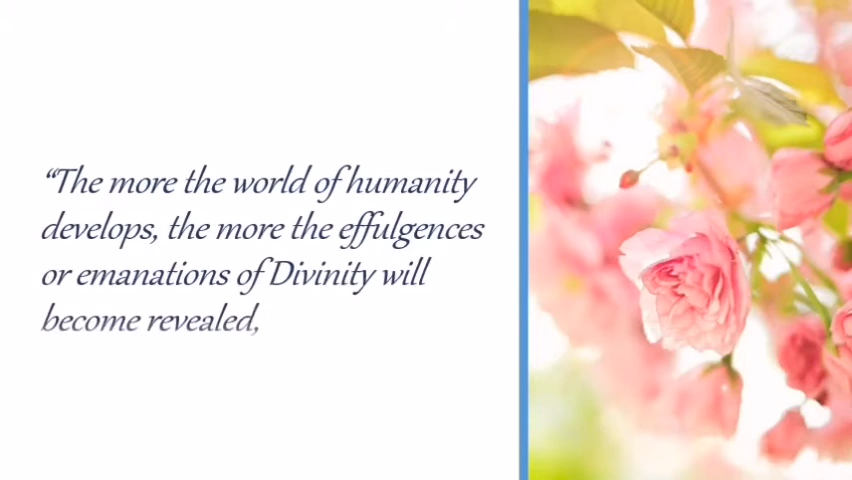 “The more the world of humanity
develops, the more the effulgences
or emanations of Divinity will
become revealed,